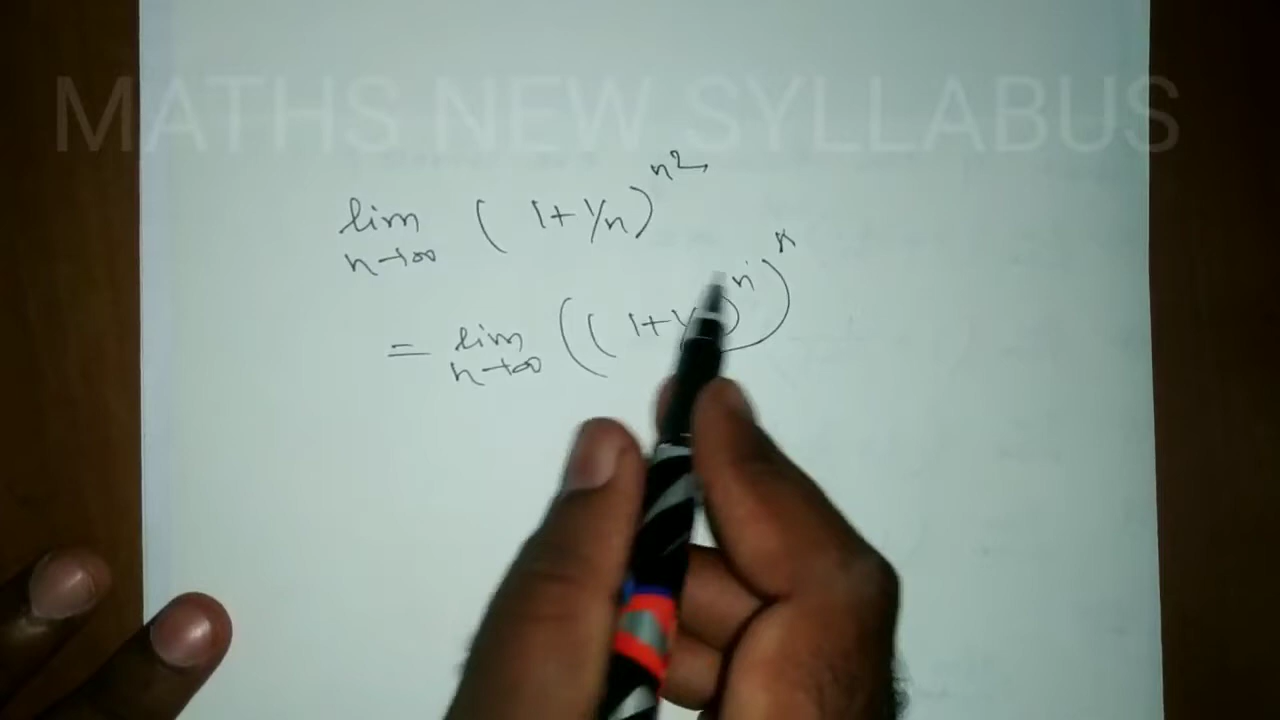 MATHS NEW SYLLABUS
lim n→∞ ( 1 + 1/n )^n²
= lim n→∞ ( ( 1 + 1/ )^n )^n